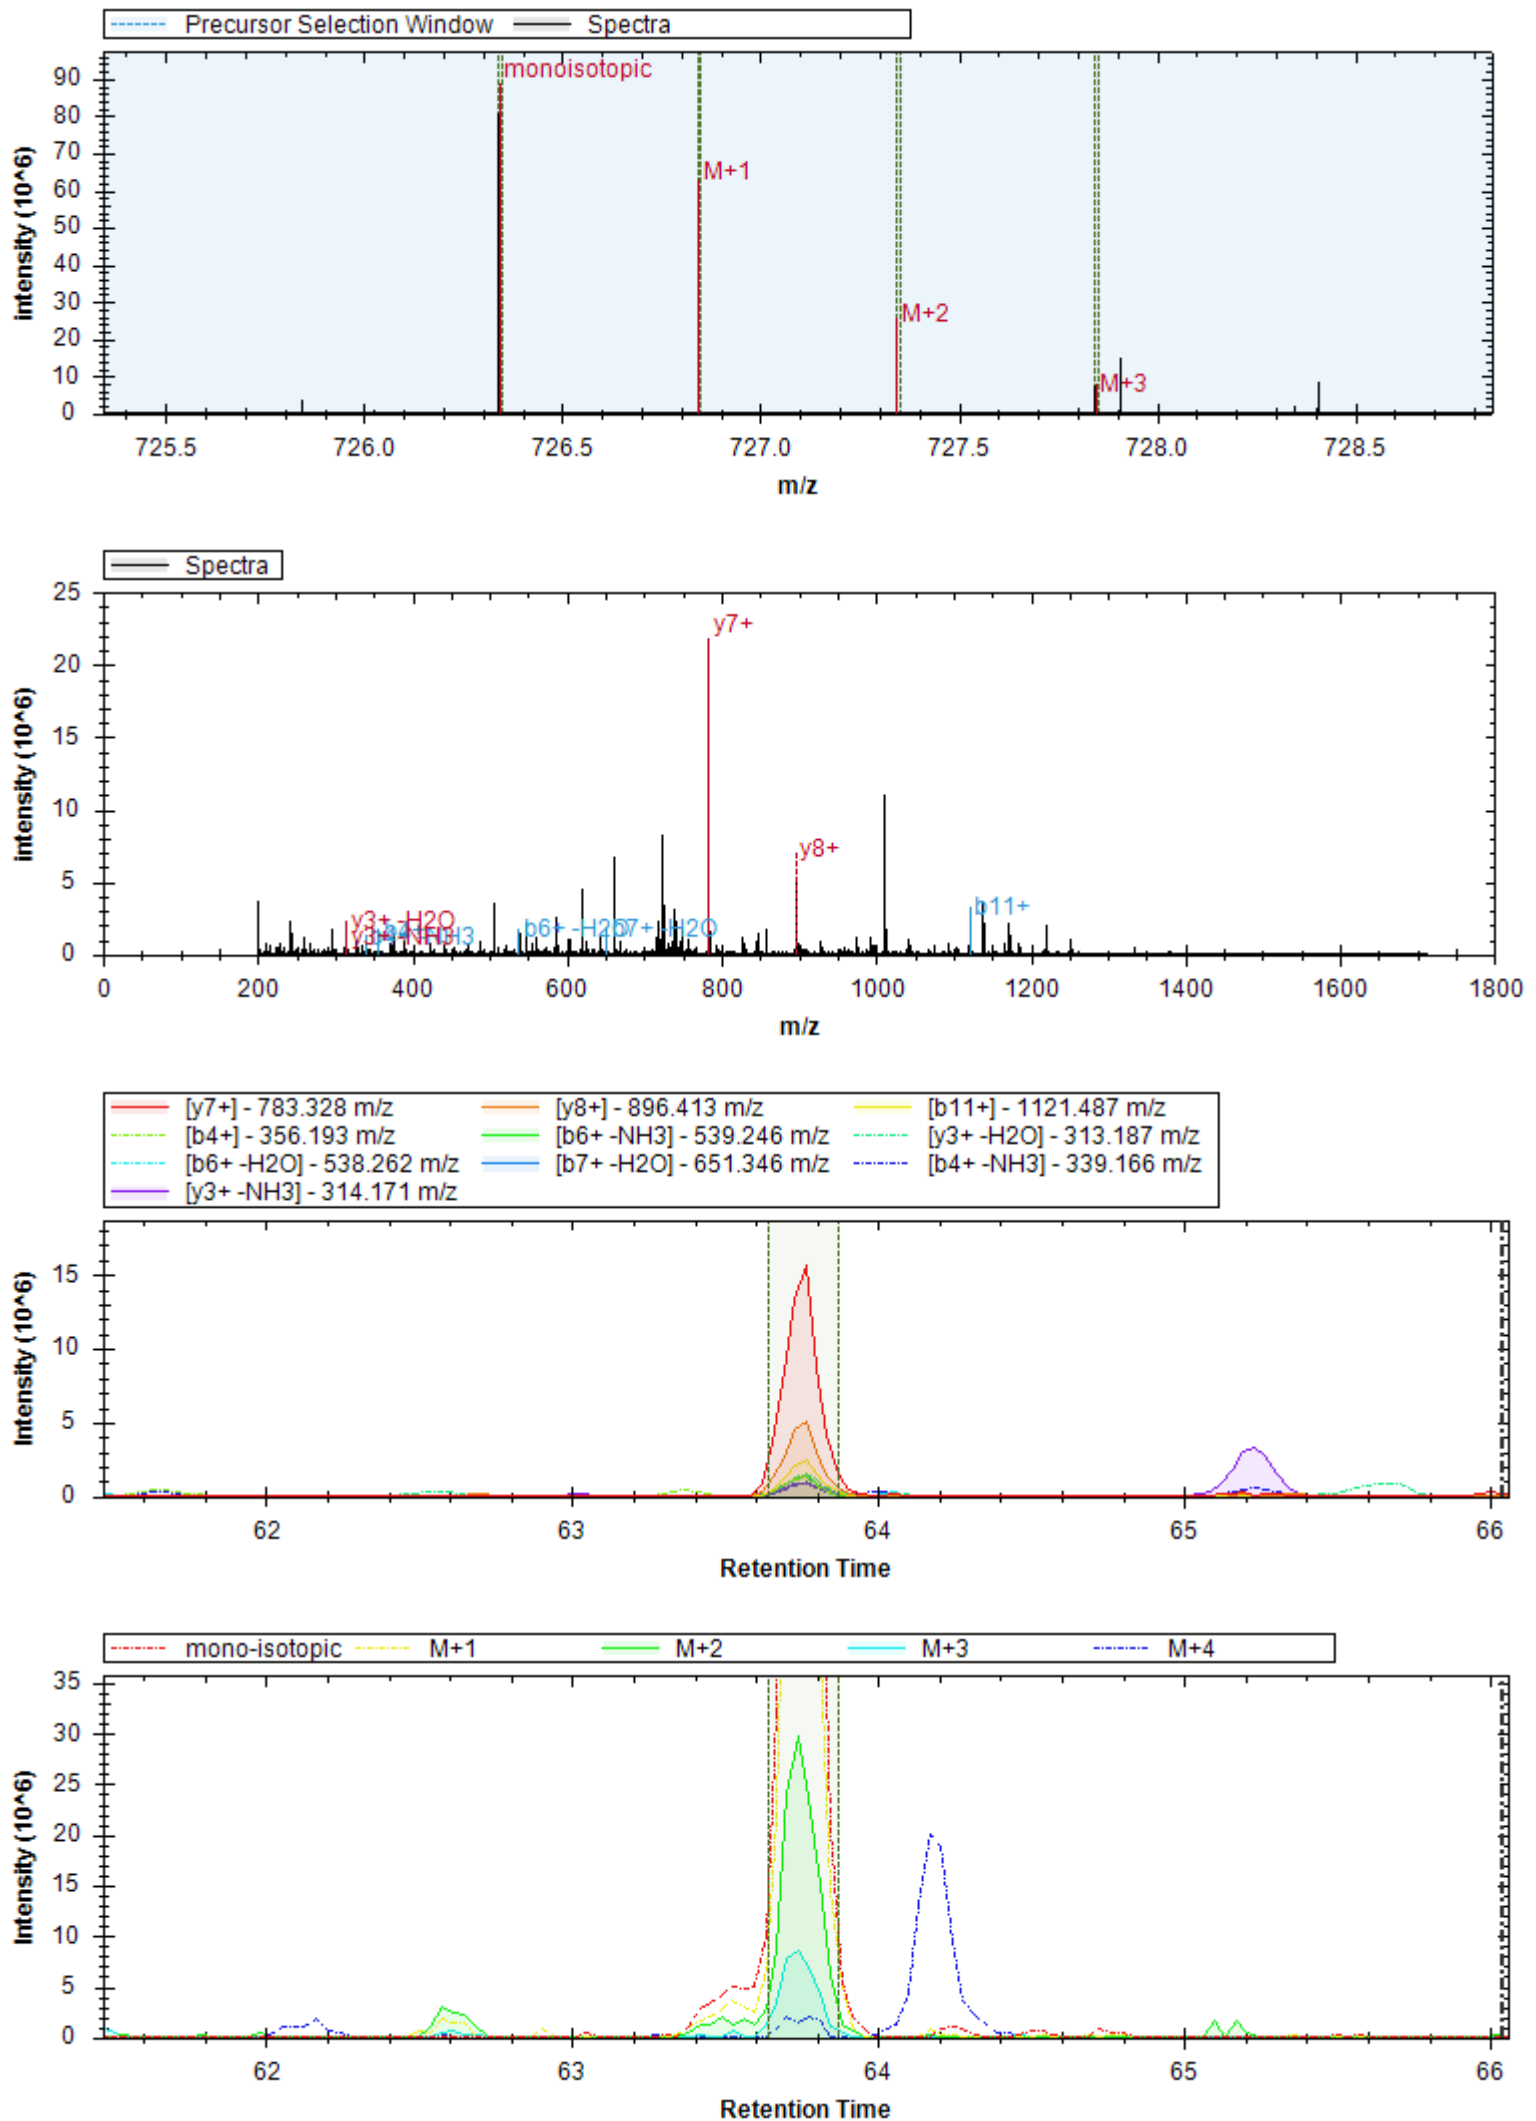 Precursor Selection Window Spectra
monoisotopic
M+1
M+2
M+3
90
80
70
60
50
40
30
20
10
0
intensity (10^6)
725.5 726.0 726.5 727.0 727.5 728.0 728.5
m/z
Spectra
25
20
15
10
5
0
intensity (10^6)
y7+
y8+
b11+
y3+ -H2O
y3+ -NH3
b6+ -H2O
b7+ -H2O
0 200 400 600 800 1000 1200 1400 1600 1800
m/z
[y7+] - 783.328 m/z [y8+] - 896.413 m/z [b11+] - 1121.487 m/z
[b4+] - 356.193 m/z [b6+ -NH3] - 539.246 m/z [y3+ -H2O] - 313.187 m/z
[b6+ -H2O] - 538.262 m/z [b7+ -H2O] - 651.346 m/z [b4+ -NH3] - 339.166 m/z
[y3+ -NH3] - 314.171 m/z
15
10
5
0
Intensity (10^6)
62 63 64 65 66
Retention Time
mono-isotopic M+1 M+2 M+3 M+4
35
30
25
20
15
10
5
0
Intensity (10^6)
62 63 64 65 66
Retention Time